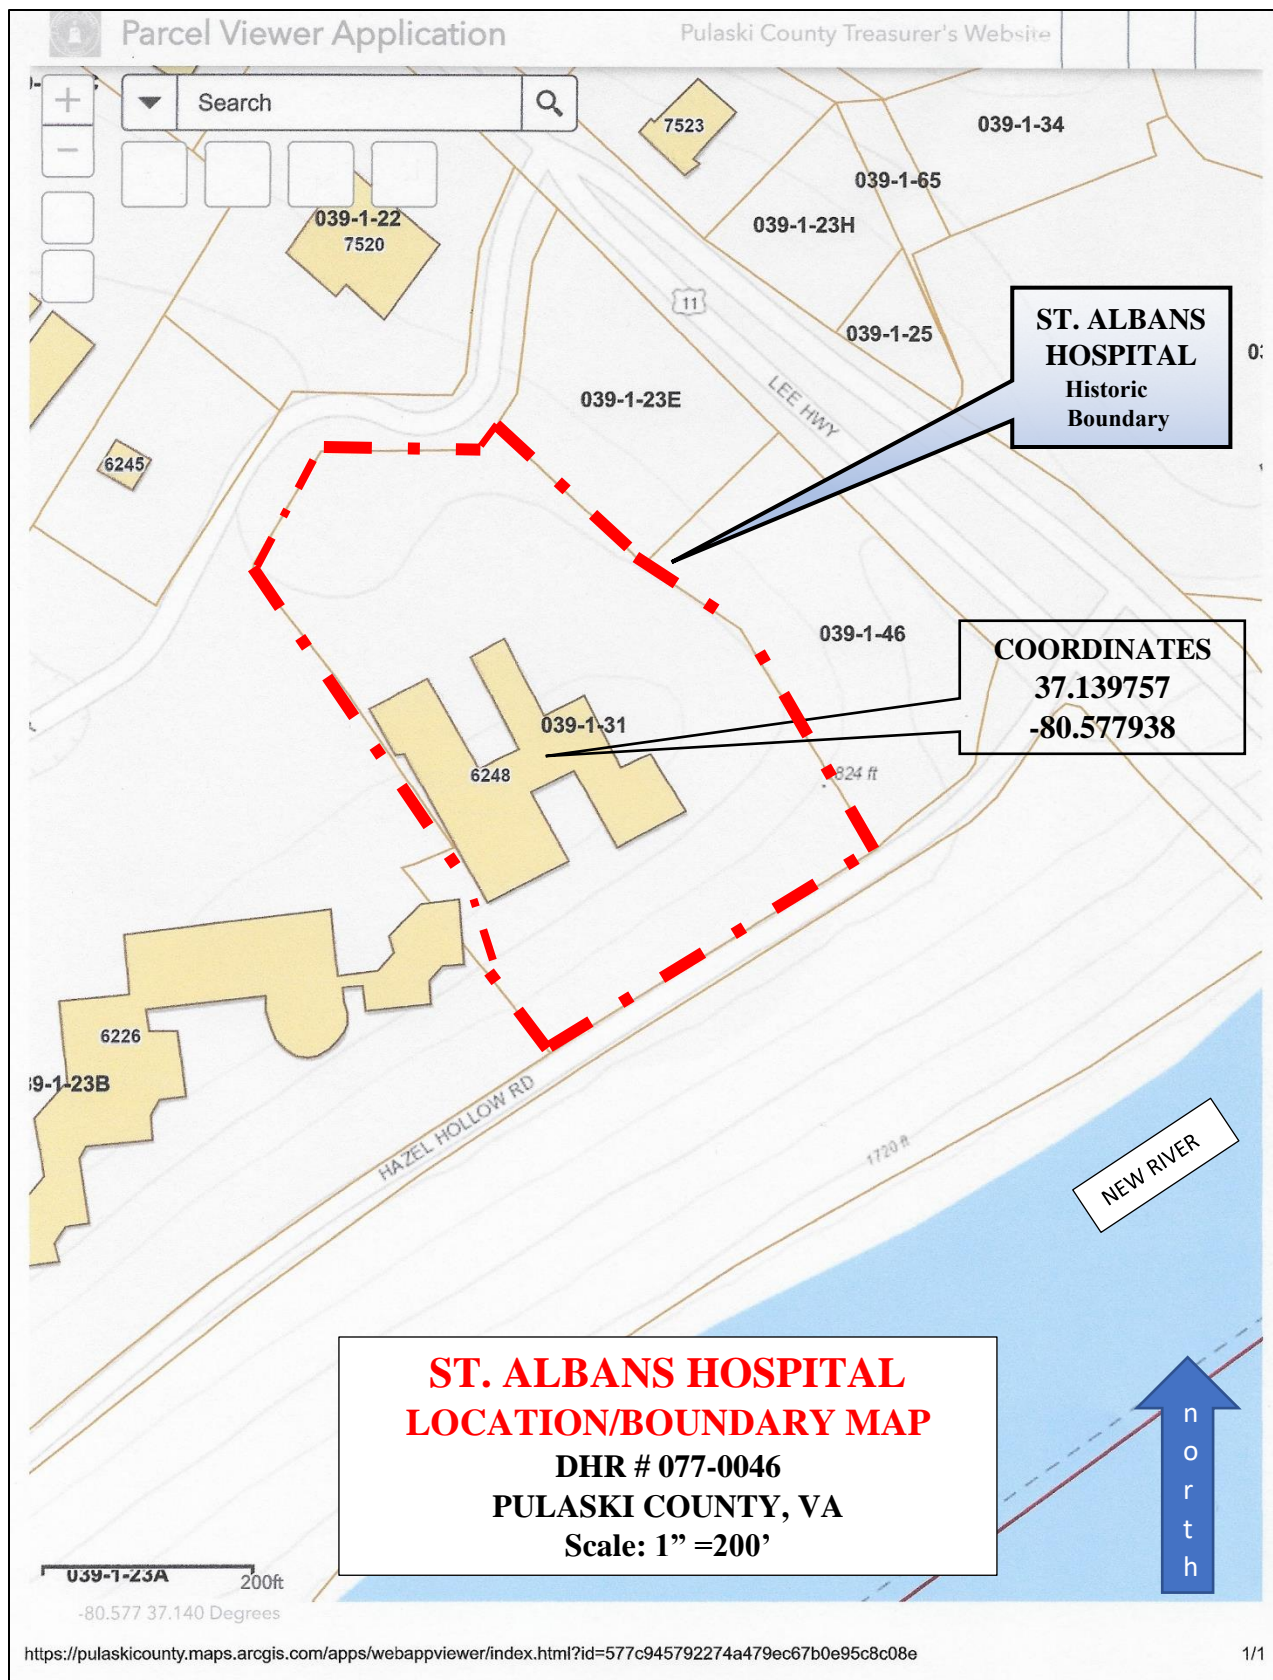 Parcel Viewer Application
Pulaski County Treasurer's Website
Search
7523
039-1-34
039-1-65
039-1-22
7520
039-1-23H
11
039-1-25
ST. ALBANS
HOSPITAL
Historic
Boundary
LEE HWY
039-1-23E
6245
039-1-46
COORDINATES
37.139757
-80.577938
039-1-31
6248
824 ft
6226
39-1-23B
HAZEL HOLLOW RD
1720 ft
NEW RIVER
ST. ALBANS HOSPITAL
LOCATION/BOUNDARY MAP
DHR # 077-0046
PULASKI COUNTY, VA
Scale: 1” =200’
north
039-1-23A
200ft
-80.577 37.140 Degrees
https://pulaskicounty.maps.arcgis.com/apps/webappviewer/index.html?id=577c945792274a479ec67b0e95c8c08e
1/1